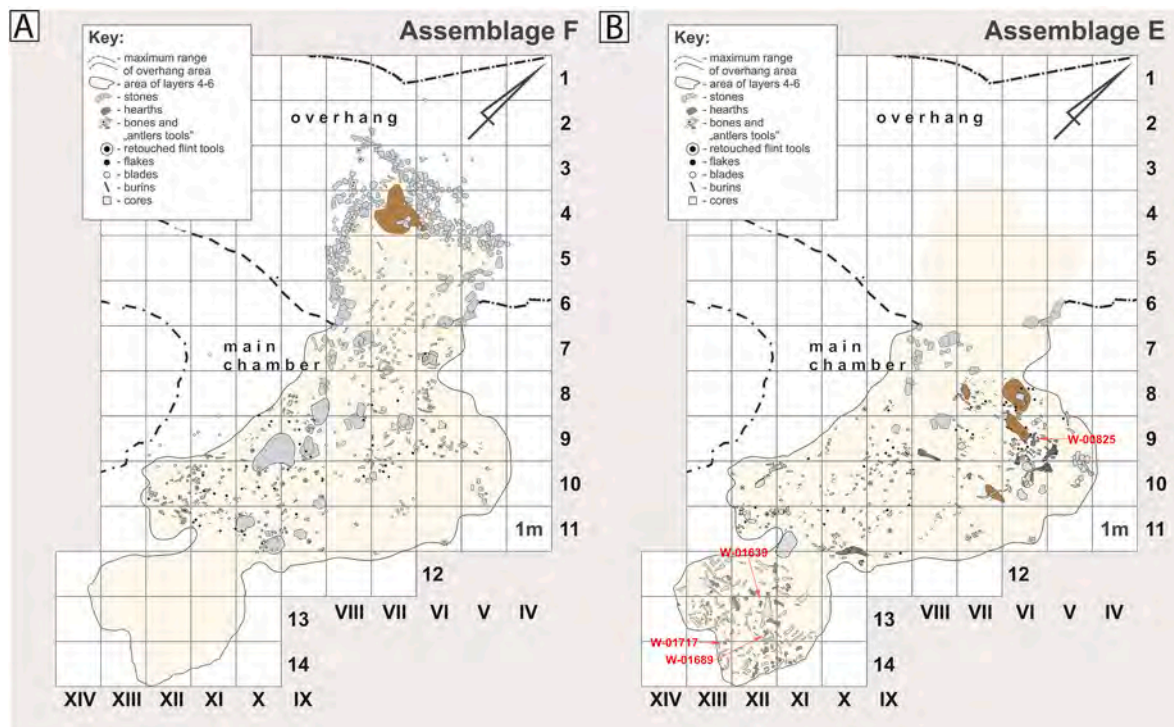 A
Assemblage F
Key:
- maximum range
of overhang area
- area of layers 4-6
- stones
- hearths
- bones and
„antlers tools”
- retouched flint tools
- flakes
- blades
- burins
- cores
overhang
main
chamber
1
2
3
4
5
6
7
8
9
10
11
1m
12
VIII VII VI V IV
13
14
XIV XIII XII XI X IX
B
Assemblage E
Key:
- maximum range
of overhang area
- area of layers 4-6
- stones
- hearths
- bones and
„antlers tools”
- retouched flint tools
- flakes
- blades
- burins
- cores
overhang
main
chamber
1
2
3
4
5
6
7
8
9
W-00825
10
11
1m
W-01639
12
VIII VII VI V IV
13
W-01717
W-01689
14
XIV XIII XII XI X IX